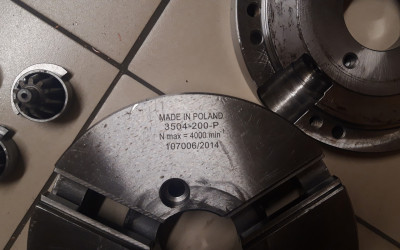 MADE IN POLAND
3504-200-P
N max = 4000 min⁻¹
107006/2014